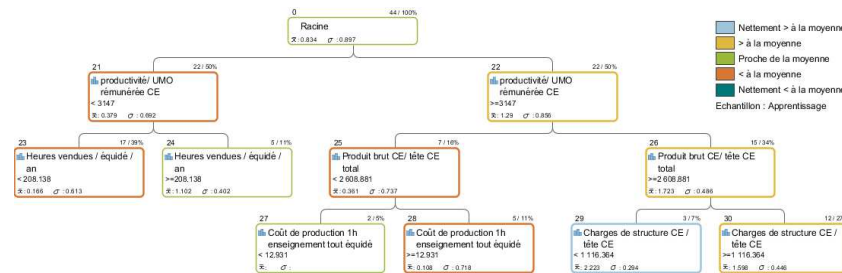 0
44 / 100%
Racine
x̄: 0.834 σ : 0.897
Nettement > à la moyenne
> à la moyenne
Proche de la moyenne
< à la moyenne
Nettement < à la moyenne
Echantillon : Apprentissage
21
22 / 50%
productivité/ UMO
rémunérée CE
< 3147
x̄: 0.379 σ : 0.692
22
22 / 50%
productivité/ UMO
rémunérée CE
>=3147
x̄: 1.29 σ : 0.856
23
17 / 39%
Heures vendues / équidé /
an
< 208.138
x̄: 0.166 σ : 0.613
24
5 / 11%
Heures vendues / équidé /
an
>=208.138
x̄: 1.102 σ : 0.402
25
7 / 16%
Produit brut CE/ tête CE
total
< 2 608.881
x̄: 0.361 σ : 0.737
26
15 / 34%
Produit brut CE/ tête CE
total
>=2 608.881
x̄: 1.723 σ : 0.486
27
2 / 5%
Coût de production 1h
enseignement tout équidé
< 12.931
x̄: σ :
28
5 / 11%
Coût de production 1h
enseignement tout équidé
>=12.931
x̄: 0.108 σ : 0.718
29
3 / 7%
Charges de structure CE /
tête CE
< 1 116.364
x̄: 2.223 σ : 0.294
30
12 / 27
Charges de structure CE /
tête CE
>=1 116.364
x̄: 1.598 σ : 0.446